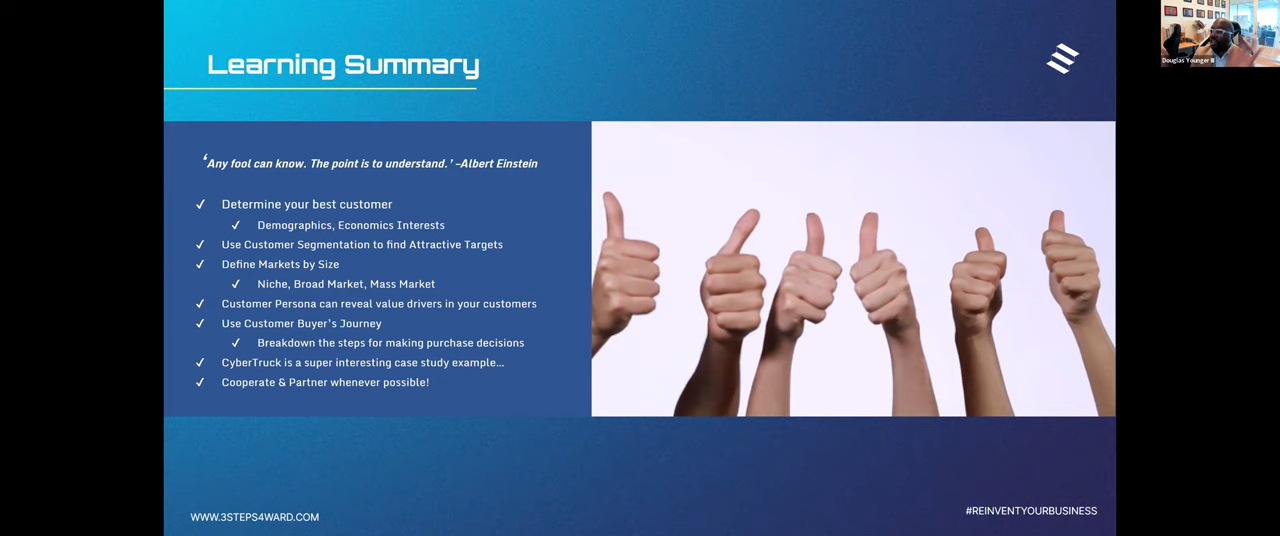 Learning Summary
‘Any fool can know. The point is to understand.’ –Albert Einstein
✓ Determine your best customer
✓ Demographics, Economics Interests
✓ Use Customer Segmentation to find Attractive Targets
✓ Define Markets by Size
✓ Niche, Broad Market, Mass Market
✓ Customer Persona can reveal value drivers in your customers
✓ Use Customer Buyer’s Journey
✓ Breakdown the steps for making purchase decisions
✓ CyberTruck is a super interesting case study example…
✓ Cooperate & Partner whenever possible!
WWW.3STEPS4WARD.COM
#REINVENTYOURBUSINESS
Douglas Younger II